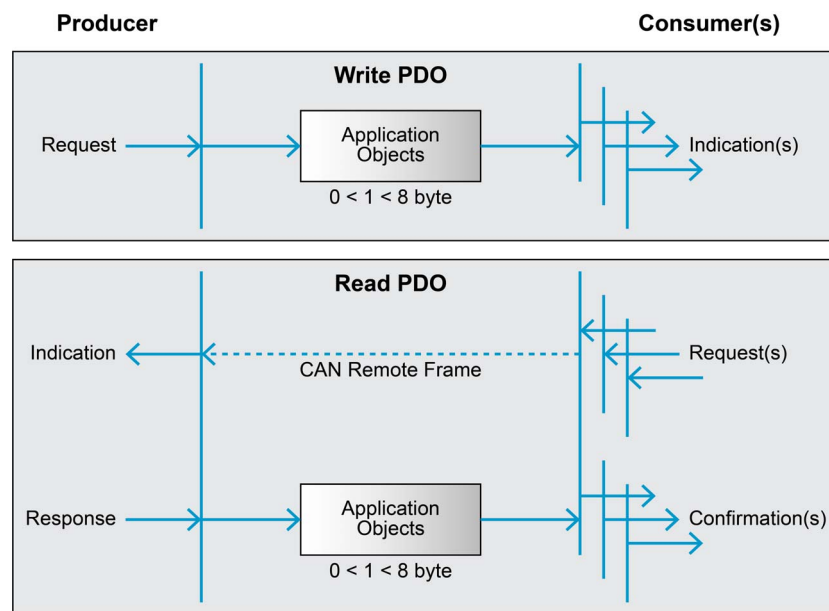 Producer
Consumer(s)
Write PDO
Request
Application
Objects
Indication(s)
0 < 1 < 8 byte
Read PDO
Indication
CAN Remote Frame
Request(s)
Response
Application
Objects
Confirmation(s)
0 < 1 < 8 byte